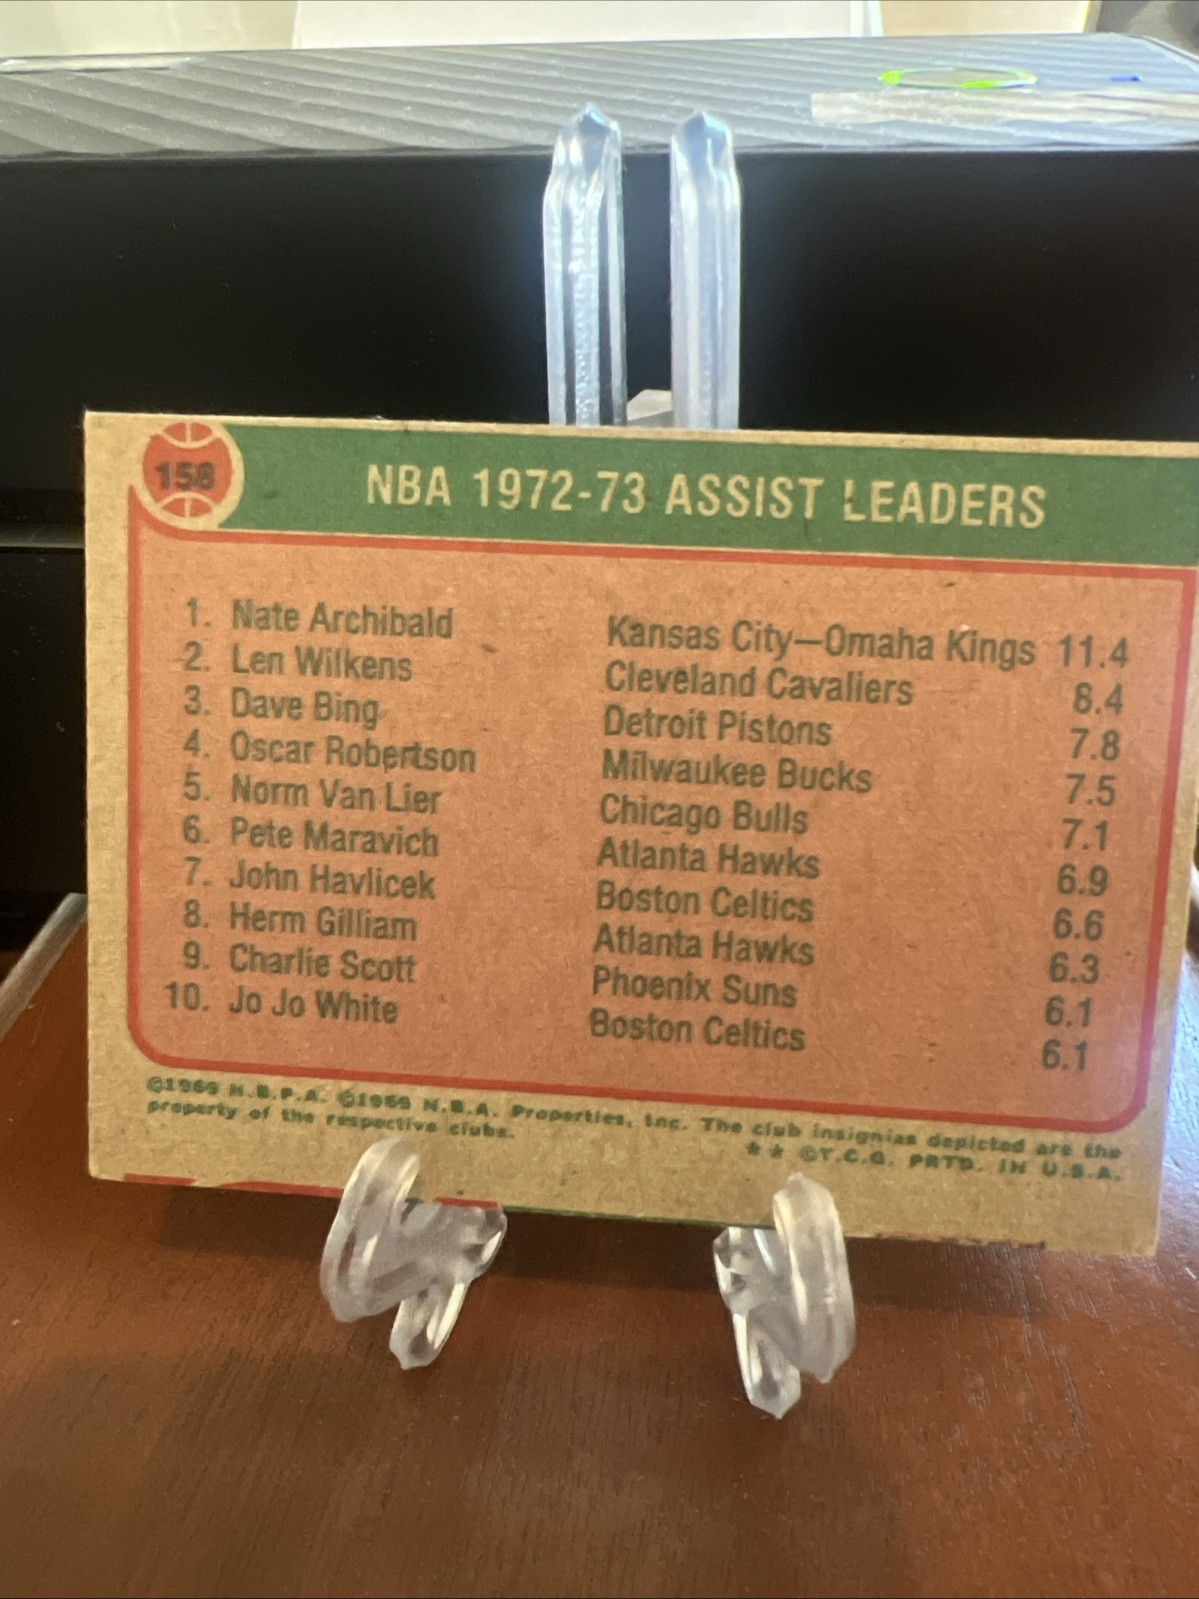 158
NBA 1972-73 ASSIST LEADERS
1. Nate Archibald Kansas City—Omaha Kings 11.4
2. Len Wilkens Cleveland Cavaliers 8.4
3. Dave Bing Detroit Pistons 7.8
4. Oscar Robertson Milwaukee Bucks 7.5
5. Norm Van Lier Chicago Bulls 7.1
6. Pete Maravich Atlanta Hawks 6.9
7. John Havlicek Boston Celtics 6.6
8. Herm Gilliam Atlanta Hawks 6.3
9. Charlie Scott Phoenix Suns 6.1
10. Jo Jo White Boston Celtics 6.1
©1969 N.B.P.A. ©1969 N.B.A. Properties, Inc. The club insignias depicted are the
property of the respective clubs.
** ©T.C.G. PRTD. IN U.S.A.